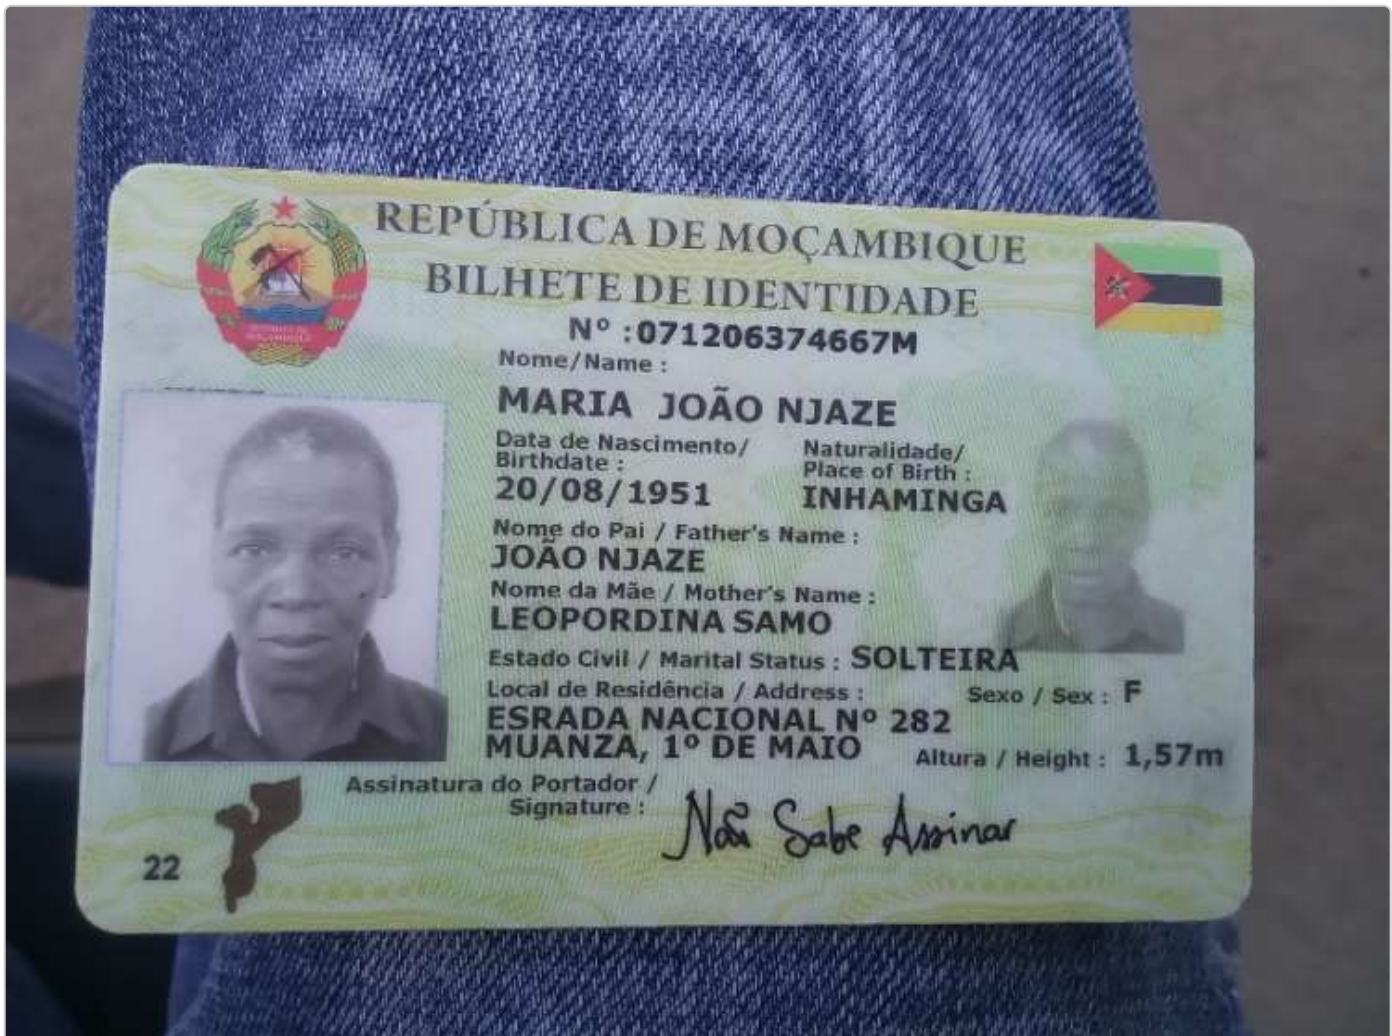 REPÚBLICA DE MOÇAMBIQUE
BILHETE DE IDENTIDADE
Nº :071206374667M
Nome/Name :
MARIA JOÃO NJAZE
Data de Nascimento/ Naturalidade/
Birthdate : Place of Birth :
20/08/1951 INHAMINGA
Nome do Pai / Father's Name :
JOÃO NJAZE
Nome da Mãe / Mother's Name :
LEOPORDINA SAMO
Estado Civil / Marital Status : SOLTEIRA
Local de Residência / Address : Sexo / Sex : F
ESRADA NACIONAL Nº 282
MUANZA, 1º DE MAIO Altura / Height : 1,57m
Assinatura do Portador /
Signature : Não Sabe Assinar
22